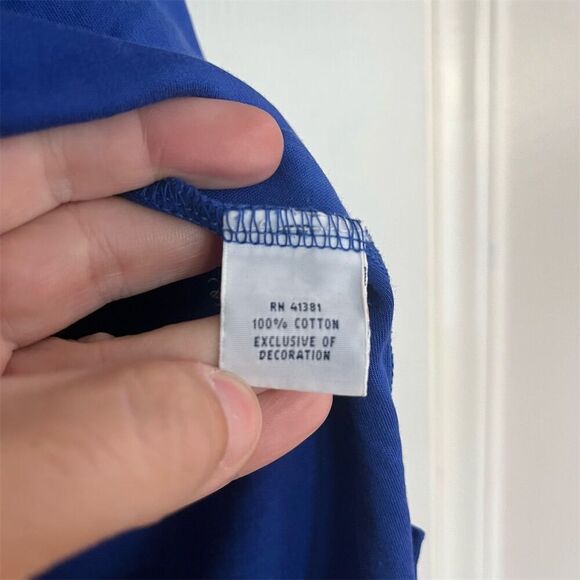 RN 41381
100% COTTON
EXCLUSIVE OF
DECORATION